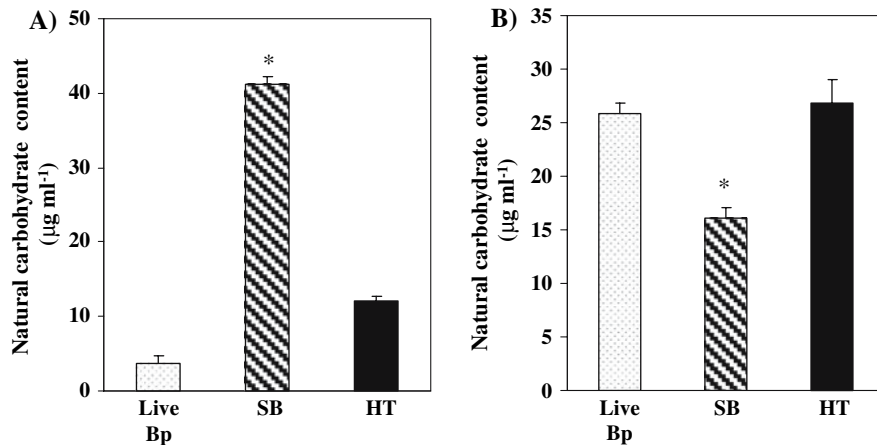 A)
Natural carbohydrate content
(µg ml-1)
50
40
30
20
10
0
*
Live
Bp
SB
HT
B)
Natural carbohydrate content
(µg ml-1)
35
30
25
20
15
10
5
0
*
Live
Bp
SB
HT